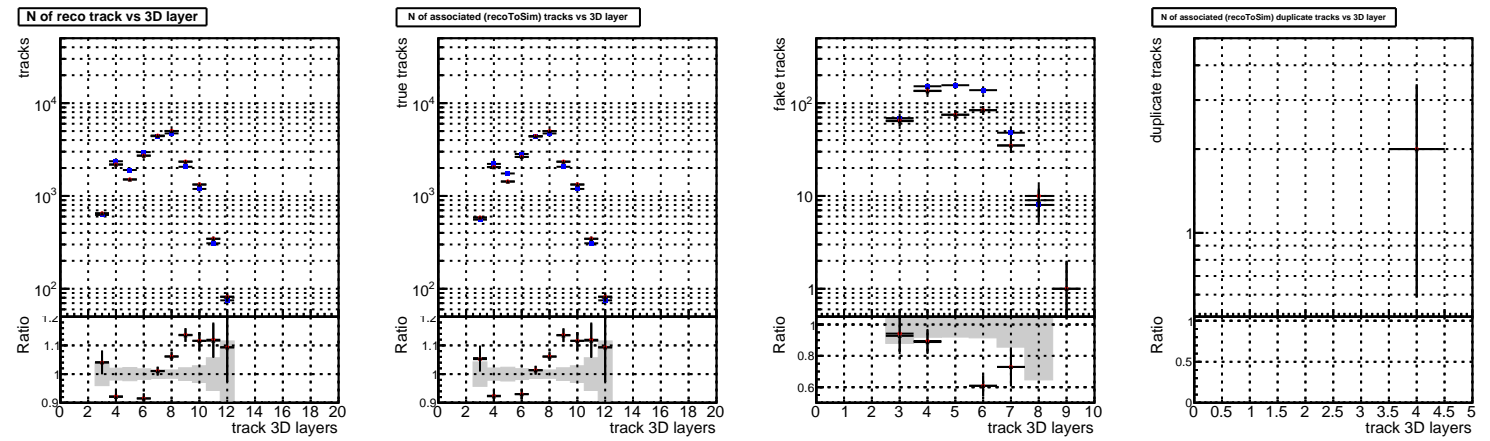 N of reco track vs 3D layer
tracks
10^4
10^3
10^2
Ratio
1.2
1.1
1
0.9
0 2 4 6 8 10 12 14 16 18 20
track 3D layers
N of associated (recoToSim) tracks vs 3D layer
true tracks
10^4
10^3
10^2
Ratio
1.2
1.1
1
0.9
0 2 4 6 8 10 12 14 16 18 20
track 3D layers
fake tracks
10^2
10
1
Ratio
1
0.8
0.6
0 1 2 3 4 5 6 7 8 9 10
track 3D layers
N of associated (recoToSim) duplicate tracks vs 3D layer
duplicate tracks
1
Ratio
1
0.5
0
0 0.5 1 1.5 2 2.5 3 3.5 4 4.5 5
track 3D layers